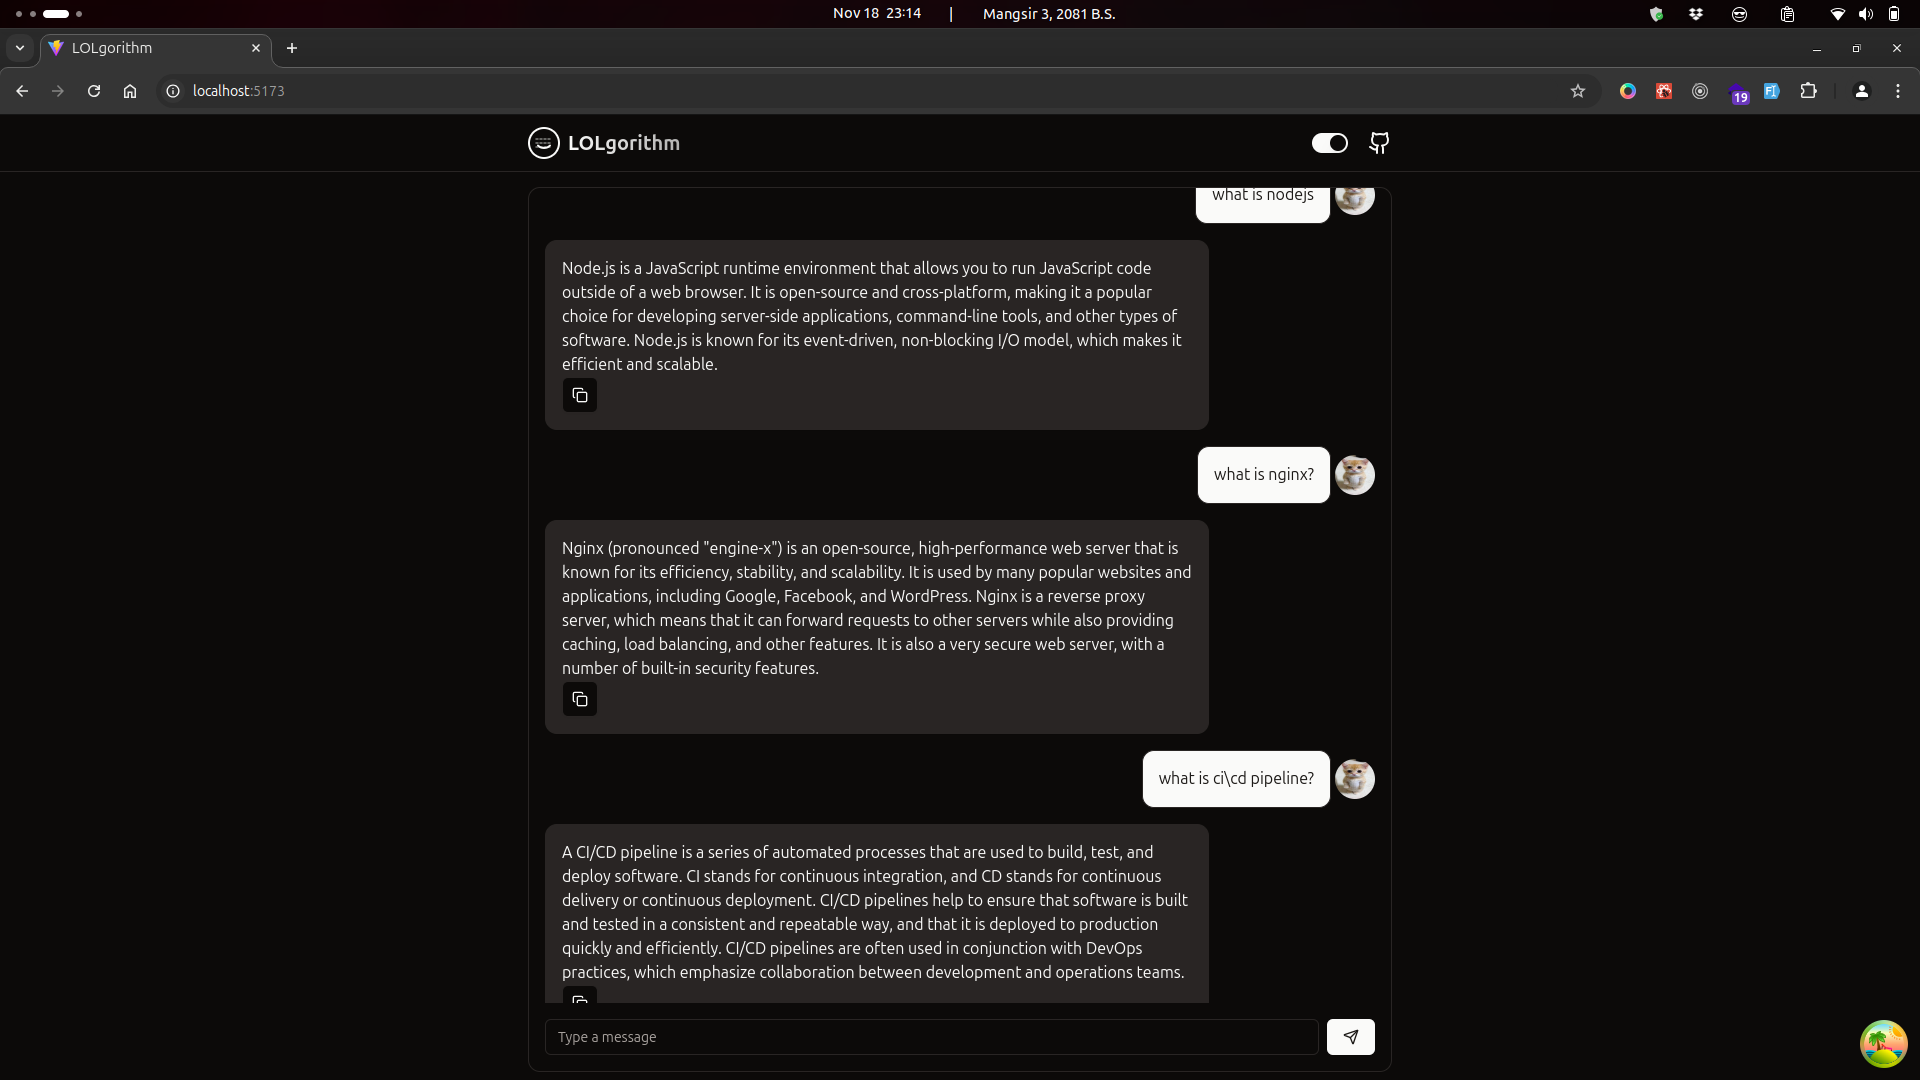 Nov 18 23:14 | Mangsir 3, 2081 B.S.
LOLgorithm
localhost:5173
19
LOLgorithm
what is nodejs
Node.js is a JavaScript runtime environment that allows you to run JavaScript code
outside of a web browser. It is open-source and cross-platform, making it a popular
choice for developing server-side applications, command-line tools, and other types of
software. Node.js is known for its event-driven, non-blocking I/O model, which makes it
efficient and scalable.
what is nginx?
Nginx (pronounced "engine-x") is an open-source, high-performance web server that is
known for its efficiency, stability, and scalability. It is used by many popular websites and
applications, including Google, Facebook, and WordPress. Nginx is a reverse proxy
server, which means that it can forward requests to other servers while also providing
caching, load balancing, and other features. It is also a very secure web server, with a
number of built-in security features.
what is ci\cd pipeline?
A CI/CD pipeline is a series of automated processes that are used to build, test, and
deploy software. CI stands for continuous integration, and CD stands for continuous
delivery or continuous deployment. CI/CD pipelines help to ensure that software is built
and tested in a consistent and repeatable way, and that it is deployed to production
quickly and efficiently. CI/CD pipelines are often used in conjunction with DevOps
practices, which emphasize collaboration between development and operations teams.
Type a message